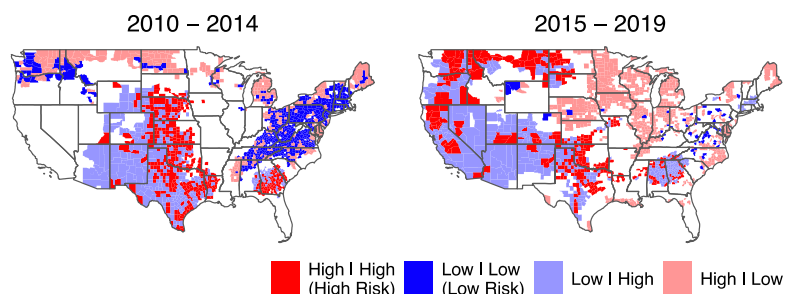 2010 – 2014
2015 – 2019
High I High
(High Risk)
Low I Low
(Low Risk)
Low I High
High I Low